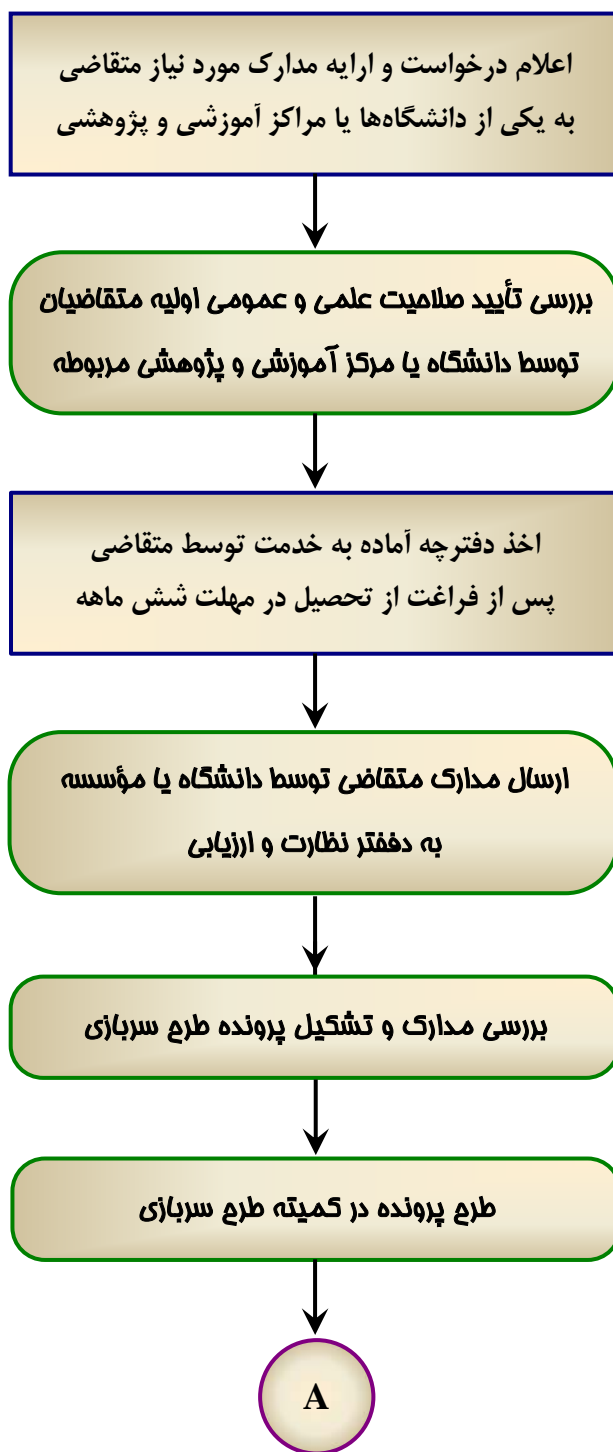 اعلام درخواست و ارایه مدارک مورد نیاز متقاضی
به یکی از دانشگاه‌ها یا مراکز آموزشی و پژوهشی
بررسی تأیید صلاحیت علمی و عمومی اولیه متقاضیان
توسط دانشگاه یا مرکز آموزشی و پژوهشی مربوطه
اخذ دفترچه آماده به خدمت توسط متقاضی
پس از فراغت از تحصیل در مهلت شش ماهه
ارسال مدارک متقاضی توسط دانشگاه یا مؤسسه
به دففتر نظارت و ارزیابی
بررسی مدارک و تشکیل پرونده طرح سربازی
طرح پرونده در کمیته طرح سربازی
A